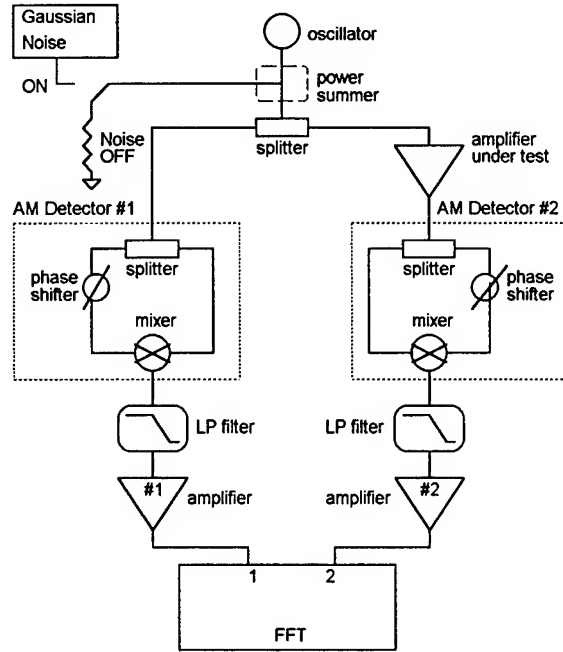 Gaussian
Noise
oscillator
ON
power
summer
Noise
OFF
splitter
amplifier
under test
AM Detector #1
AM Detector #2
splitter
splitter
phase
shifter
phase
shifter
mixer
mixer
LP filter
LP filter
#1
amplifier
amplifier
#2
1
2
FFT